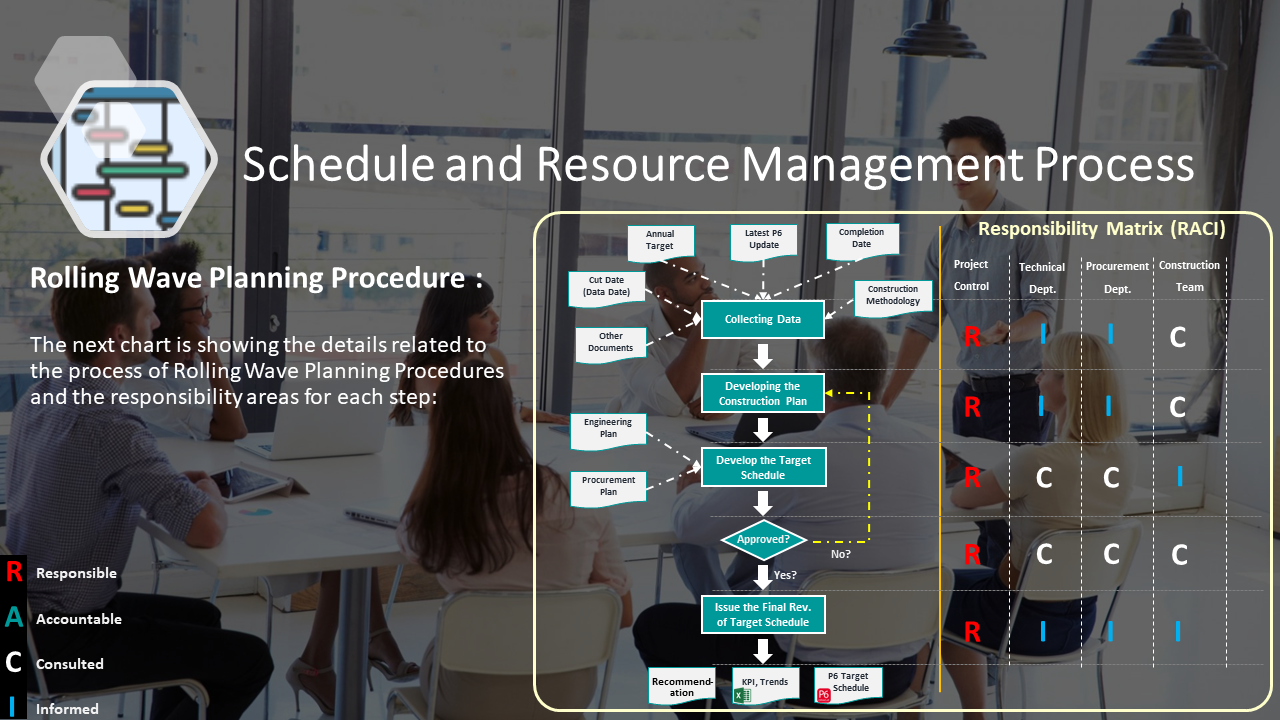 Schedule and Resource Management Process
Rolling Wave Planning Procedure :
The next chart is showing the details related to
the process of Rolling Wave Planning Procedures
and the responsibility areas for each step:
R Responsible
A Accountable
C Consulted
I Informed
Annual
Target
Latest P6
Update
Completion
Date
Cut Date
(Data Date)
Construction
Methodology
Other
Documents
Collecting Data
Developing the
Construction Plan
Engineering
Plan
Procurement
Plan
Develop the Target
Schedule
Approved?
No?
Yes?
Issue the Final Rev.
of Target Schedule
Recommend-
ation
KPI, Trends
X
P6 Target
Schedule
P6
Responsibility Matrix (RACI)
Project
Control
Technical
Dept.
Procurement
Dept.
Construction
Team
R I I C
R I I C
R C C I
R C C C
R I I I